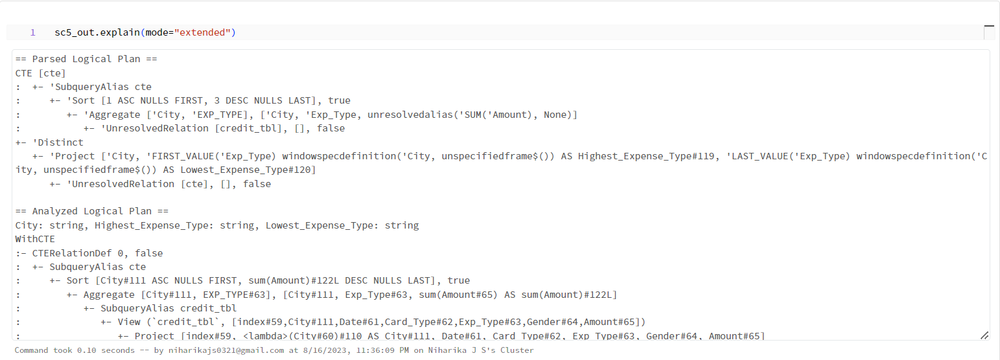 1 sc5_out.explain(mode="extended")
== Parsed Logical Plan ==
CTE [cte]
:  +- 'SubqueryAlias cte
:     +- 'Sort [1 ASC NULLS FIRST, 3 DESC NULLS LAST], true
:        +- 'Aggregate ['City, 'EXP_TYPE], ['City, 'Exp_Type, unresolvedalias('SUM('Amount), None)]
:           +- 'UnresolvedRelation [credit_tbl], [], false
+- 'Distinct
   +- 'Project ['City, 'FIRST_VALUE('Exp_Type) windowspecdefinition('City, unspecifiedframe$()) AS Highest_Expense_Type#119, 'LAST_VALUE('Exp_Type) windowspecdefinition('C
ity, unspecifiedframe$()) AS Lowest_Expense_Type#120]
      +- 'UnresolvedRelation [cte], [], false

== Analyzed Logical Plan ==
City: string, Highest_Expense_Type: string, Lowest_Expense_Type: string
WithCTE
:- CTERelationDef 0, false
:  +- SubqueryAlias cte
:     +- Sort [City#111 ASC NULLS FIRST, sum(Amount)#122L DESC NULLS LAST], true
:        +- Aggregate [City#111, EXP_TYPE#63], [City#111, Exp_Type#63, sum(Amount#65) AS sum(Amount)#122L]
:           +- SubqueryAlias credit_tbl
:              +- View (`credit_tbl`, [index#59,City#111,Date#61,Card_Type#62,Exp_Type#63,Gender#64,Amount#65])
:                 +- Project [index#59, <lambda>(City#60)#110 AS City#111, Date#61, Card_Type#62, Exp_Type#63, Gender#64, Amount#65]
Command took 0.10 seconds -- by niharikajs0321@gmail.com at 8/16/2023, 11:36:09 PM on Niharika J S's Cluster